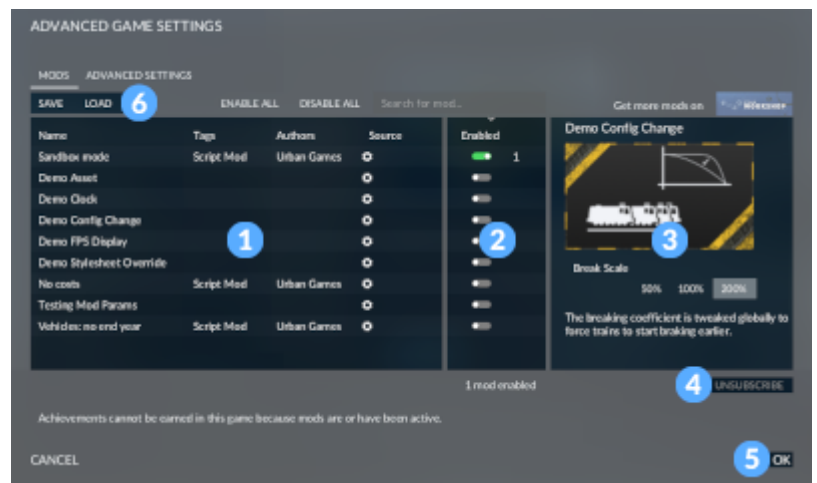 ADVANCED GAME SETTINGS
MODS ADVANCED SETTINGS
SAVE LOAD 6 ENABLE ALL DISABLE ALL Search for mod... Get more mods on
Name Tags Authors Source Enabled Demo Config Change
Sandbox mode Script Mod Urban Games 1
Demo Asset
Demo Clock
Demo Config Change
Demo FPS Display 1 2 3
Demo Stylesheet Override
Break Scale
No costs Script Mod Urban Games
50% 100% 200%
Testing Mod Params
Vehicles: no end year Script Mod Urban Games
The breaking coefficient is tweaked globally to
force trains to start braking earlier.
1 mod enabled 4 UNSUBSCRIBE
Achievements cannot be earned in this game because mods are or have been active.
CANCEL 5 OK